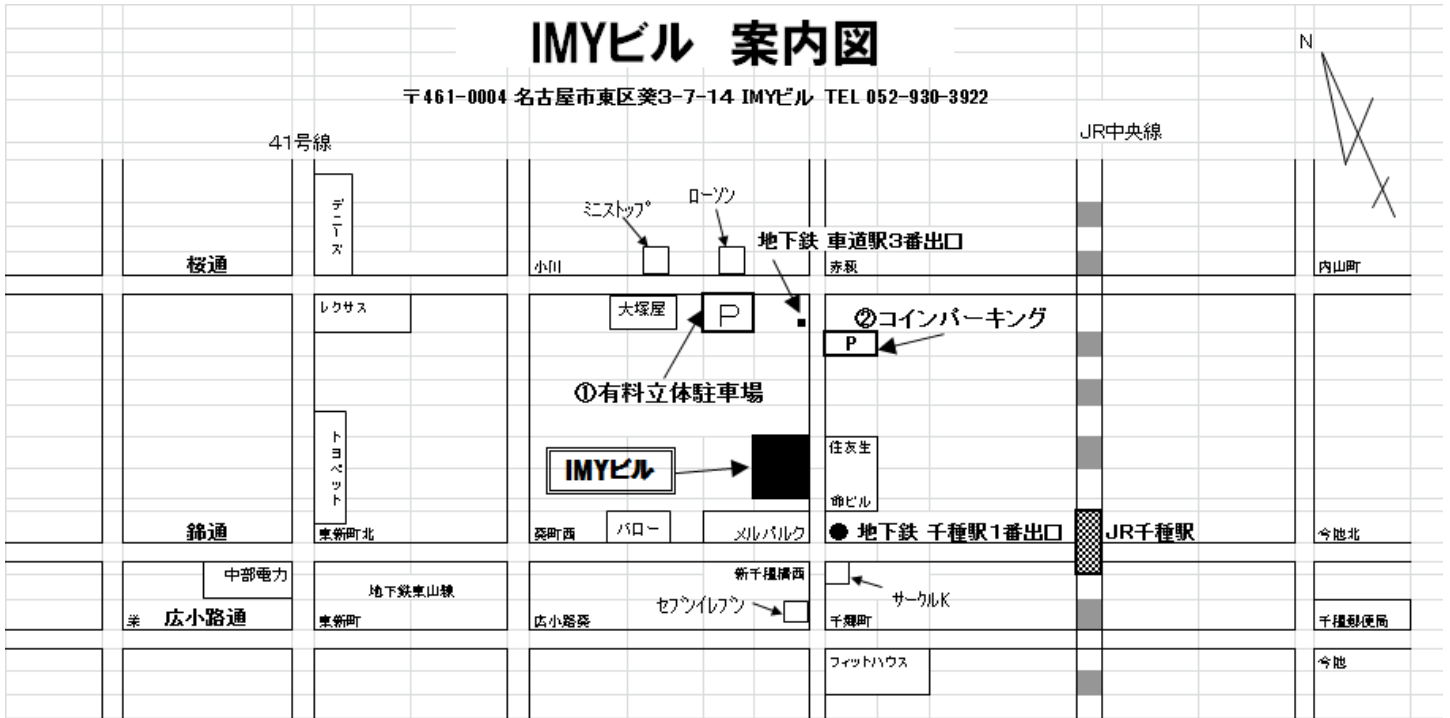 IMYビル 案内図
〒461-0004 名古屋市東区葵3-7-14 IMYビル TEL 052-930-3922
N
41号線
JR中央線
デニーズ
ミニストップ
ローソン
地下鉄 車道駅3番出口
桜通
小川
赤萩
内山町
レクサス
大塚屋
P
②コインパーキング
P
①有料立体駐車場
トヨペット
IMYビル
住友生
命ビル
錦通
東新町北
葵町西
バロー
メルパルク
● 地下鉄 千種駅1番出口
JR千種駅
今池北
中部電力
地下鉄東山線
新千種橋西
サークルK
セブンイレブン
栄
広小路通
東新町
広小路葵
千郷町
千種郵便局
フィットハウス
今池